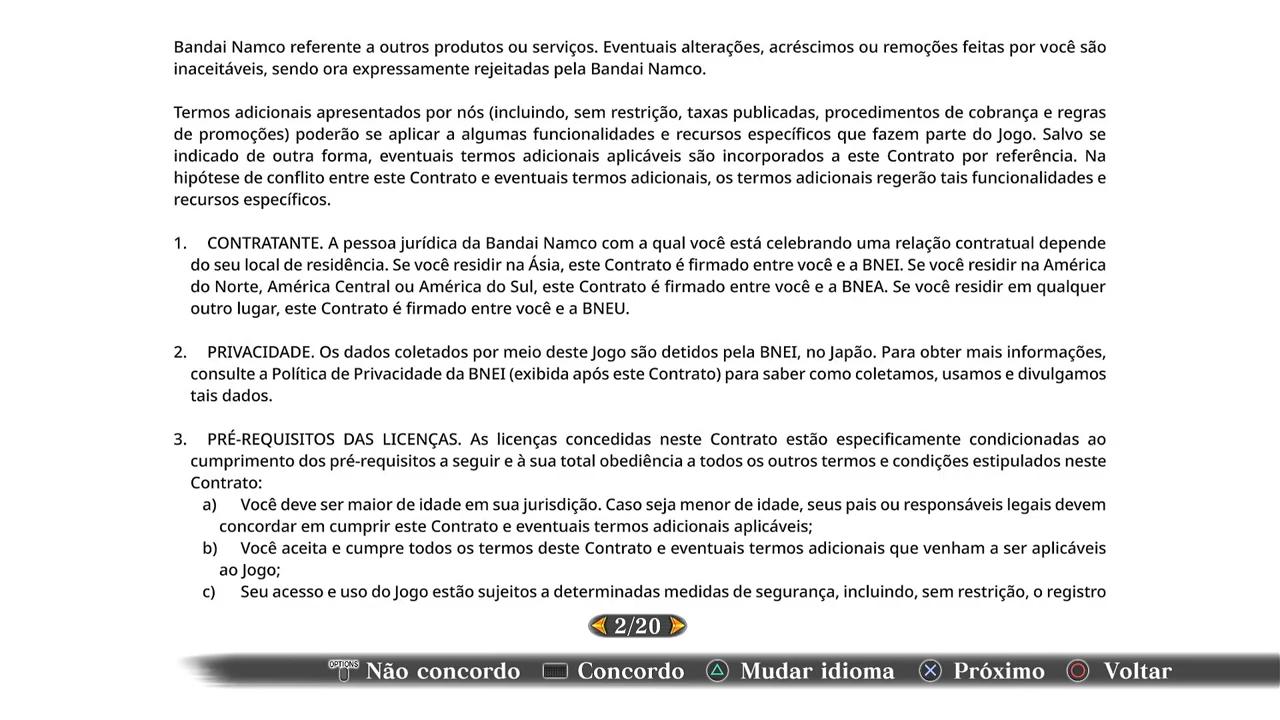 Bandai Namco referente a outros produtos ou serviços. Eventuais alterações, acréscimos ou remoções feitas por você são
inaceitáveis, sendo ora expressamente rejeitadas pela Bandai Namco.
Termos adicionais apresentados por nós (incluindo, sem restrição, taxas publicadas, procedimentos de cobrança e regras
de promoções) poderão se aplicar a algumas funcionalidades e recursos específicos que fazem parte do Jogo. Salvo se
indicado de outra forma, eventuais termos adicionais aplicáveis são incorporados a este Contrato por referência. Na
hipótese de conflito entre este Contrato e eventuais termos adicionais, os termos adicionais regerão tais funcionalidades e
recursos específicos.
1. CONTRATANTE. A pessoa jurídica da Bandai Namco com a qual você está celebrando uma relação contratual depende
do seu local de residência. Se você residir na Ásia, este Contrato é firmado entre você e a BNEI. Se você residir na América
do Norte, América Central ou América do Sul, este Contrato é firmado entre você e a BNEA. Se você residir em qualquer
outro lugar, este Contrato é firmado entre você e a BNEU.
2. PRIVACIDADE. Os dados coletados por meio deste Jogo são detidos pela BNEI, no Japão. Para obter mais informações,
consulte a Política de Privacidade da BNEI (exibida após este Contrato) para saber como coletamos, usamos e divulgamos
tais dados.
3. PRÉ-REQUISITOS DAS LICENÇAS. As licenças concedidas neste Contrato estão especificamente condicionadas ao
cumprimento dos pré-requisitos a seguir e à sua total obediência a todos os outros termos e condições estipulados neste
Contrato:
a) Você deve ser maior de idade em sua jurisdição. Caso seja menor de idade, seus pais ou responsáveis legais devem
concordar em cumprir este Contrato e eventuais termos adicionais aplicáveis;
b) Você aceita e cumpre todos os termos deste Contrato e eventuais termos adicionais que venham a ser aplicáveis
ao Jogo;
c) Seu acesso e uso do Jogo estão sujeitos a determinadas medidas de segurança, incluindo, sem restrição, o registro
2/20
OPTIONS Não concordo Concordo Mudar idioma Próximo Voltar